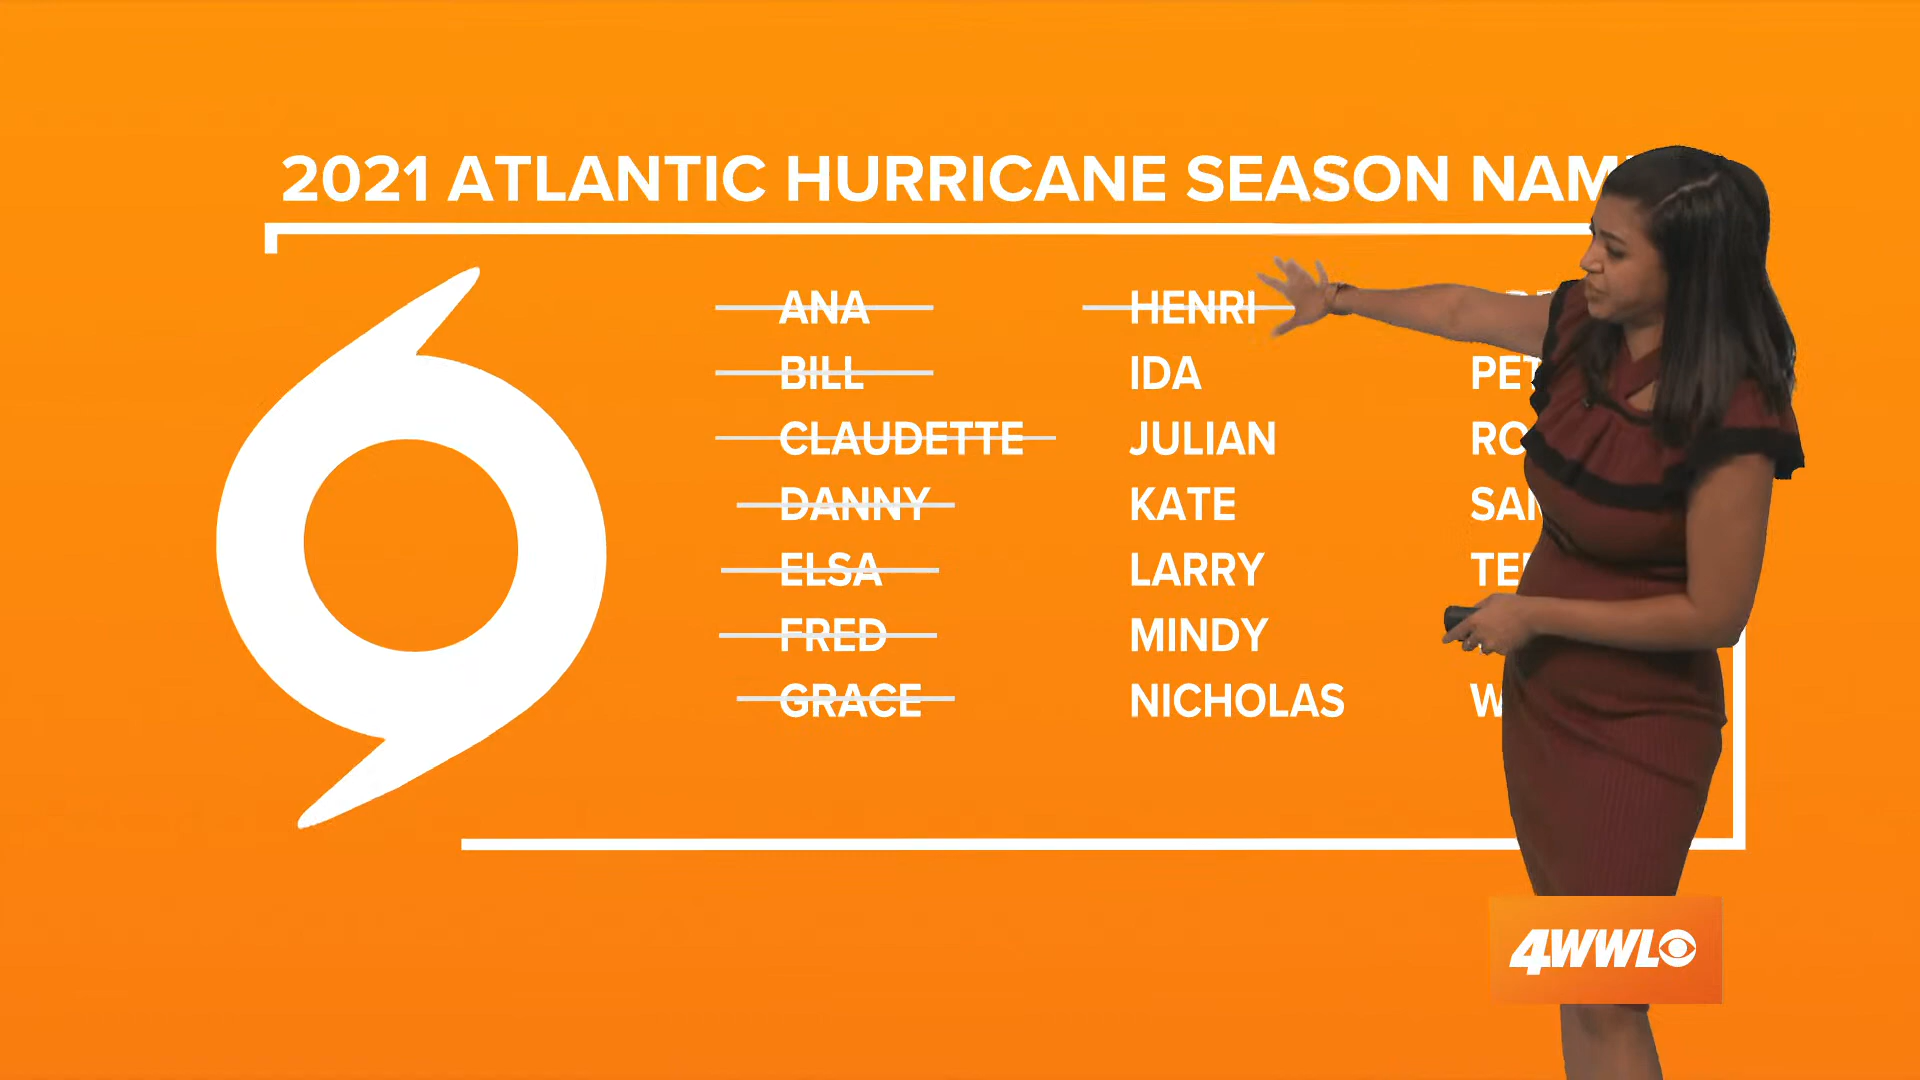 2021 ATLANTIC HURRICANE SEASON
ANA
BILL
CLAUDETTE
DANNY
ELSA
FRED
GRACE
HENRI
IDA
JULIAN
KATE
LARRY
MINDY
NICHOLAS
4WWL